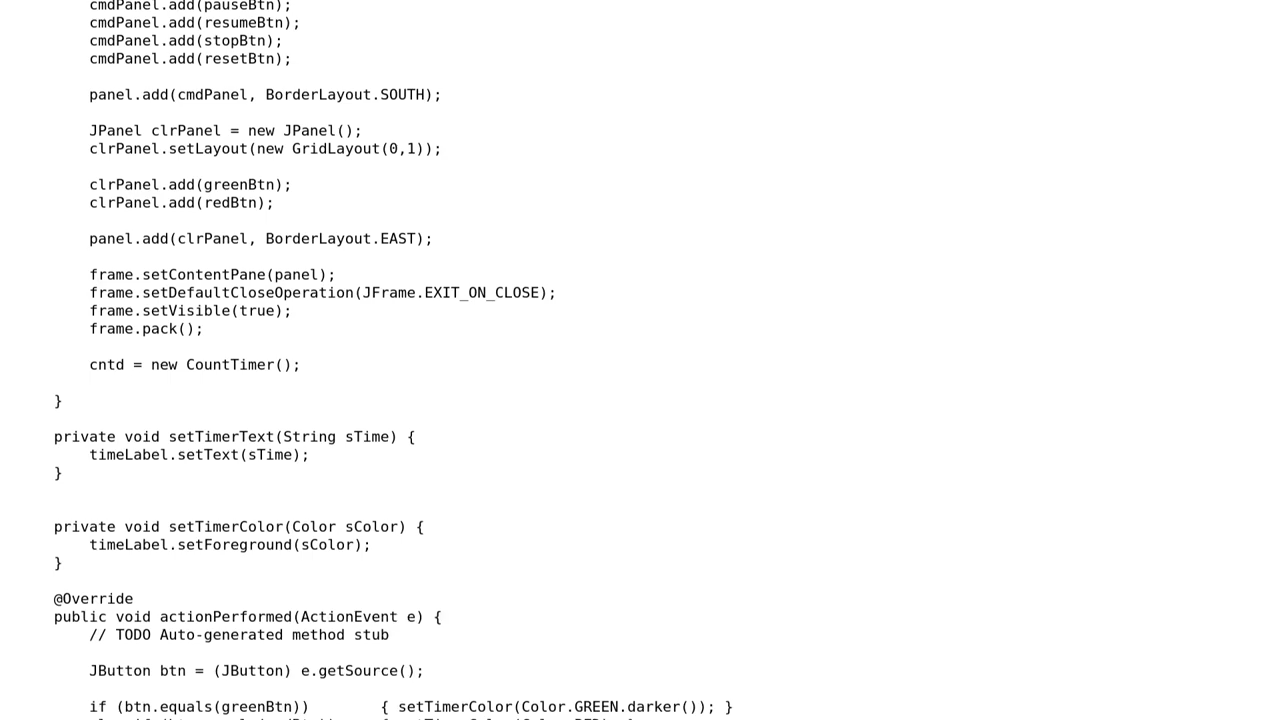 cmdPanel.add(pauseBtn);
cmdPanel.add(resumeBtn);
cmdPanel.add(stopBtn);
cmdPanel.add(resetBtn);
panel.add(cmdPanel, BorderLayout.SOUTH);
JPanel clrPanel = new JPanel();
clrPanel.setLayout(new GridLayout(0,1));
clrPanel.add(greenBtn);
clrPanel.add(redBtn);
panel.add(clrPanel, BorderLayout.EAST);
frame.setContentPane(panel);
frame.setDefaultCloseOperation(JFrame.EXIT_ON_CLOSE);
frame.setVisible(true);
frame.pack();
cntd = new CountTimer();
}
private void setTimerText(String sTime) {
timeLabel.setText(sTime);
}
private void setTimerColor(Color sColor) {
timeLabel.setForeground(sColor);
}
@Override
public void actionPerformed(ActionEvent e) {
// TODO Auto-generated method stub
JButton btn = (JButton) e.getSource();
if (btn.equals(greenBtn)) { setTimerColor(Color.GREEN.darker()); }